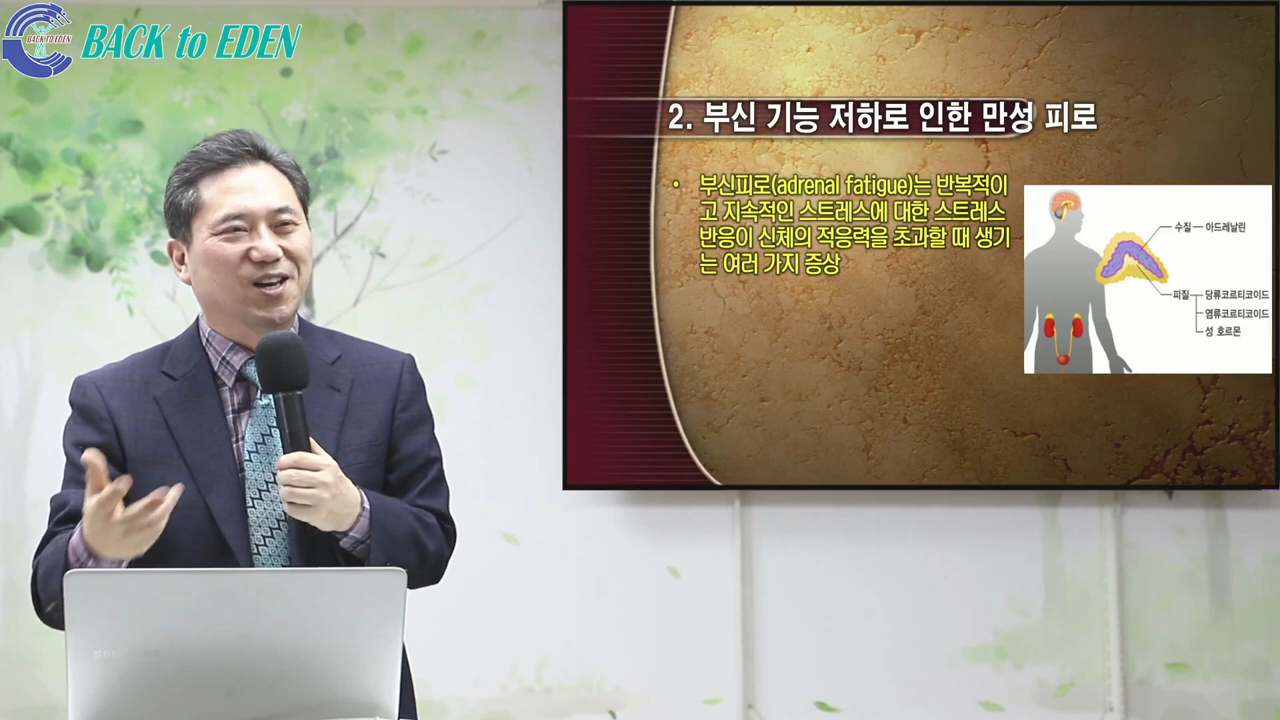 BACK TO EDEN
BACK to EDEN
2. 부신 기능 저하로 인한 만성 피로
• 부신피로(adrenal fatigue)는 반복적이
고 지속적인 스트레스에 대한 스트레스
반응이 신체의 적응력을 초과할 때 생기
는 여러 가지 증상
수질 아드레날린
피질 당류코르티코이드
염류코르티코이드
성 호르몬